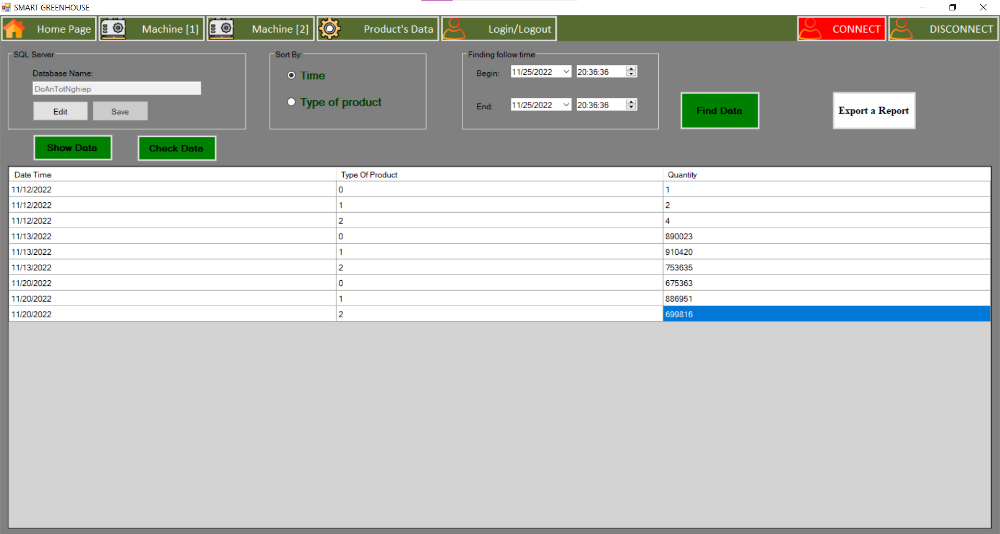 SMART GREENHOUSE
Home Page
Machine [1]
Machine [2]
Product's Data
Login/Logout
CONNECT
DISCONNECT
SQL Server
Database Name:
DoAnTotNghiep
Edit
Save
Sort By:
Time
Type of product
Finding follow time
Begin: 11/25/2022 20:36:36
End: 11/25/2022 20:36:36
Find Data
Export a Report
Show Data
Check Data
Date Time Type Of Product Quantity
11/12/2022 0 1
11/12/2022 1 2
11/12/2022 2 4
11/13/2022 0 890023
11/13/2022 1 910420
11/13/2022 2 753635
11/20/2022 0 675363
11/20/2022 1 886951
11/20/2022 2 699816